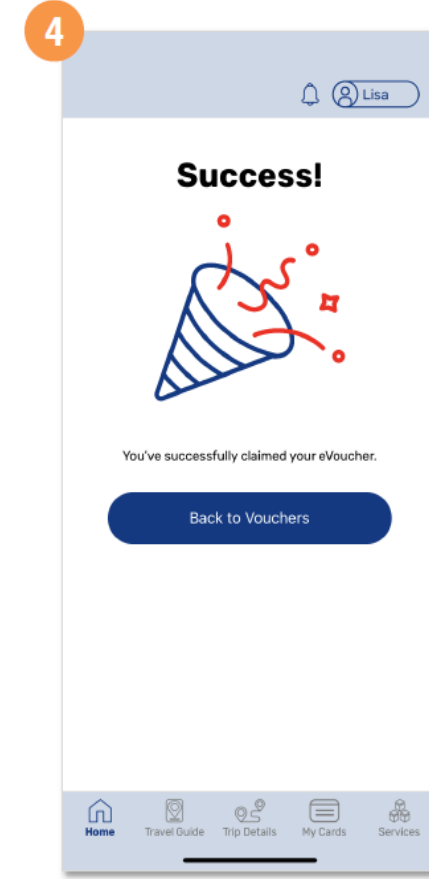 4
Lisa
Success!
You've successfully claimed your eVoucher.
Back to Vouchers
Home Travel Guide Trip Details My Cards Services